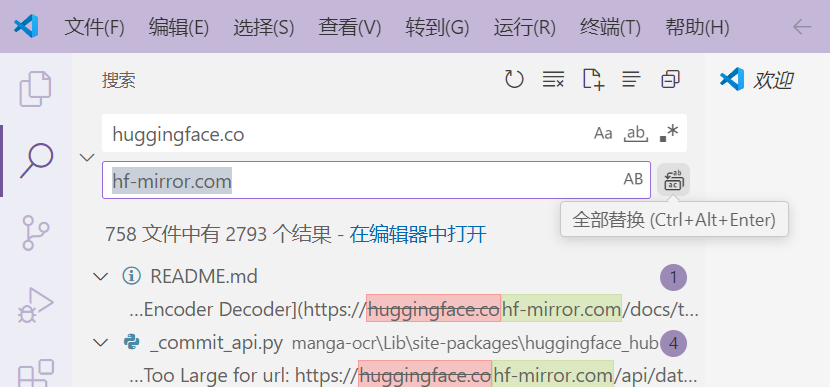 文件(F) 编辑(E) 选择(S) 查看(V) 转到(G) 运行(R) 终端(T) 帮助(H)
搜索
欢迎
huggingface.co Aa ab .*
hf-mirror.com AB
全部替换 (Ctrl+Alt+Enter)
758 文件中有 2793 个结果 - 在编辑器中打开
README.md 1
...Encoder Decoder](https://huggingface.cohf-mirror.com/docs/t...
_commit_api.py manga-ocr\Lib\site-packages\huggingface_hub 4
...Too Large for url: https://huggingface.cohf-mirror.com/api/dat...